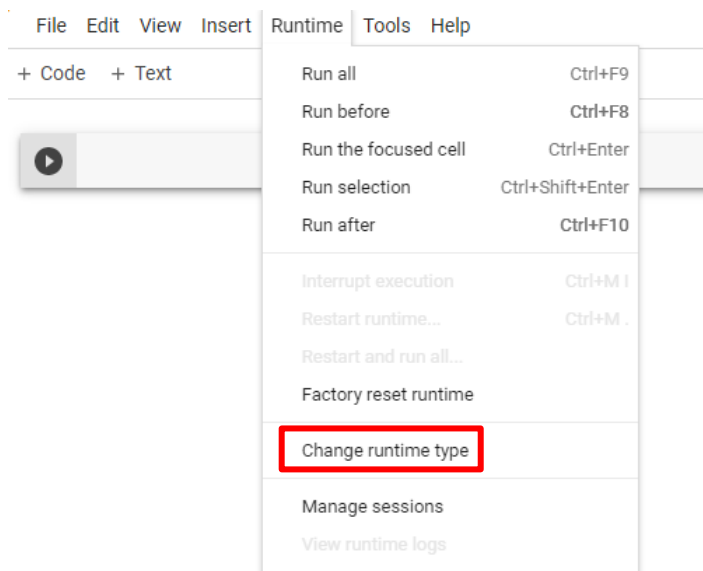 File Edit View Insert Runtime Tools Help
+ Code + Text
Run all Ctrl+F9
Run before Ctrl+F8
Run the focused cell Ctrl+Enter
Run selection Ctrl+Shift+Enter
Run after Ctrl+F10
Interrupt execution Ctrl+M I
Restart runtime... Ctrl+M .
Restart and run all...
Factory reset runtime
Change runtime type
Manage sessions
View runtime logs